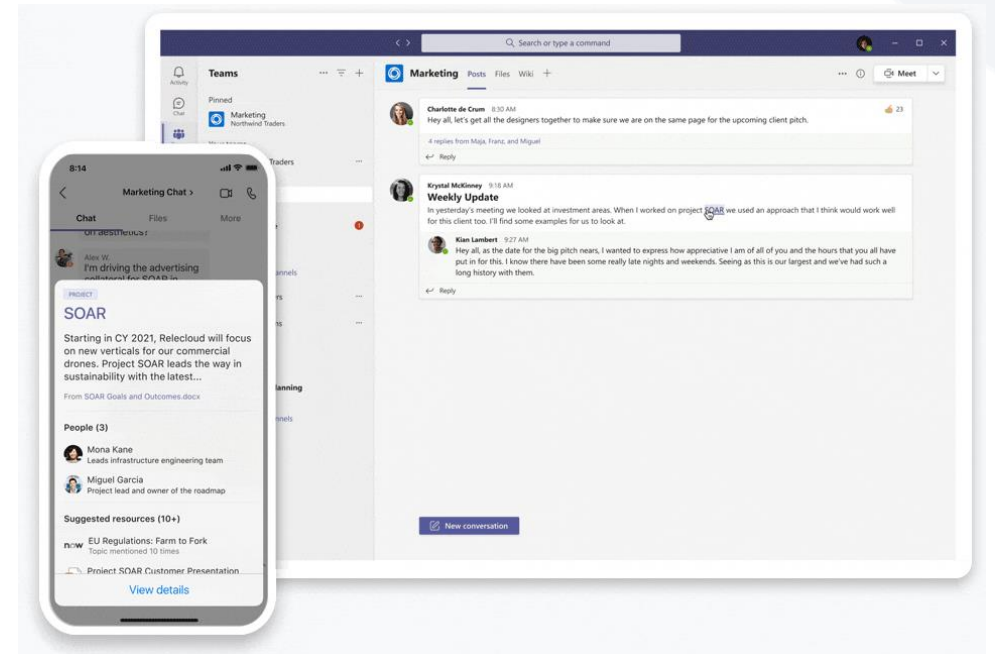 Search or type a command
Activity
Chat
Teams
Pinned
Marketing
Northwind Traders
Traders
annels
rs
ns
lanning
nnels
Marketing Posts Files Wiki
Meet
Charlotte de Crum 8:30 AM
23
Hey all, let's get all the designers together to make sure we are on the same page for the upcoming client pitch.
4 replies from Maja, Franz, and Miguel
Reply
Krystal McKinney 9:18 AM
Weekly Update
In yesterday's meeting we looked at investment areas. When I worked on project SOAR we used an approach that I think would work well
for this client too. I'll find some examples for us to look at.
Kian Lambert 9:27 AM
Hey all, as the date for the big pitch nears, I wanted to express how appreciative I am of all of you and the hours that you all have
put in for this. I know there have been some really late nights and weekends. Seeing as this is our largest and we've had such a
long history with them.
Reply
New conversation
8:14
Marketing Chat >
Chat Files More
on aesthetics?
Alex W.
I'm driving the advertising
collateral for SOAR in
PROJECT
SOAR
Starting in CY 2021, Relecloud will focus
on new verticals for our commercial
drones. Project SOAR leads the way in
sustainability with the latest...
From SOAR Goals and Outcomes.docx
People (3)
Mona Kane
Leads infrastructure engineering team
Miguel Garcia
Project lead and owner of the roadmap
Suggested resources (10+)
now
EU Regulations: Farm to Fork
Topic mentioned 10 times
Project SOAR Customer Presentation
View details